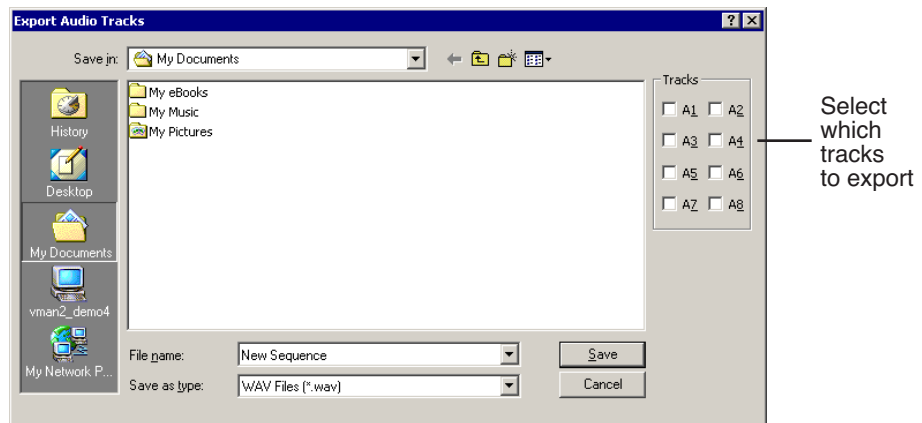 Export Audio Tracks
Save in:
My Documents
My eBooks
My Music
My Pictures
History
Desktop
My Documents
vman2_demo4
My Network P...
Tracks
A1 A2
A3 A4
A5 A6
A7 A8
Select
which
tracks
to export
File name:
New Sequence
Save
Save as type:
WAV Files (*.wav)
Cancel